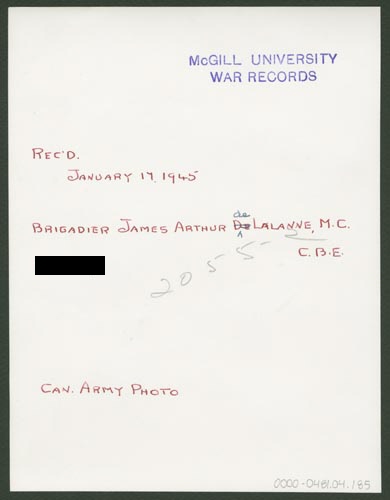 McGILL UNIVERSITY
WAR RECORDS
REC'D.
JANUARY 17, 1945
de
BRIGADIER JAMES ARTHUR De LALANNE, M.C.
C.B.E.
2055
CAN. ARMY PHOTO
0000-0481.04.185